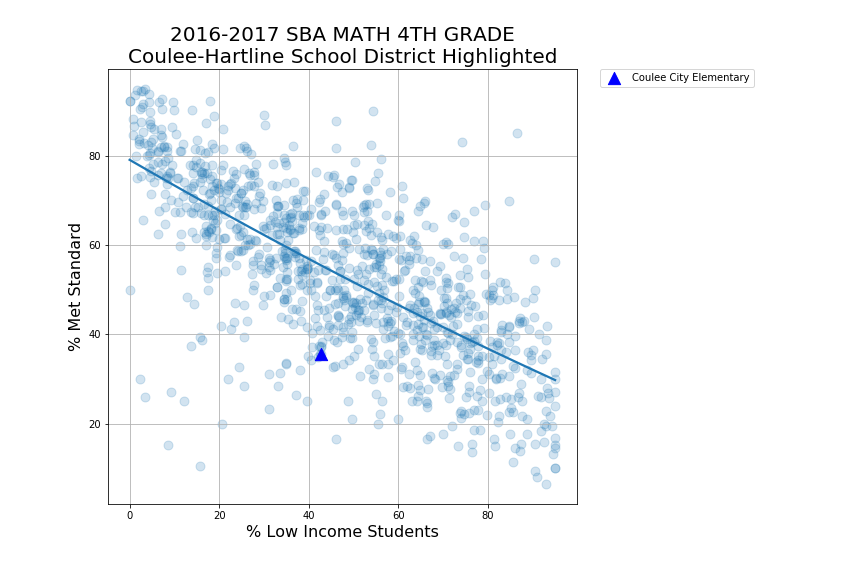 2016-2017 SBA MATH 4TH GRADE
Coulee-Hartline School District Highlighted
Coulee City Elementary
% Met Standard
80
60
40
20
0 20 40 60 80
% Low Income Students